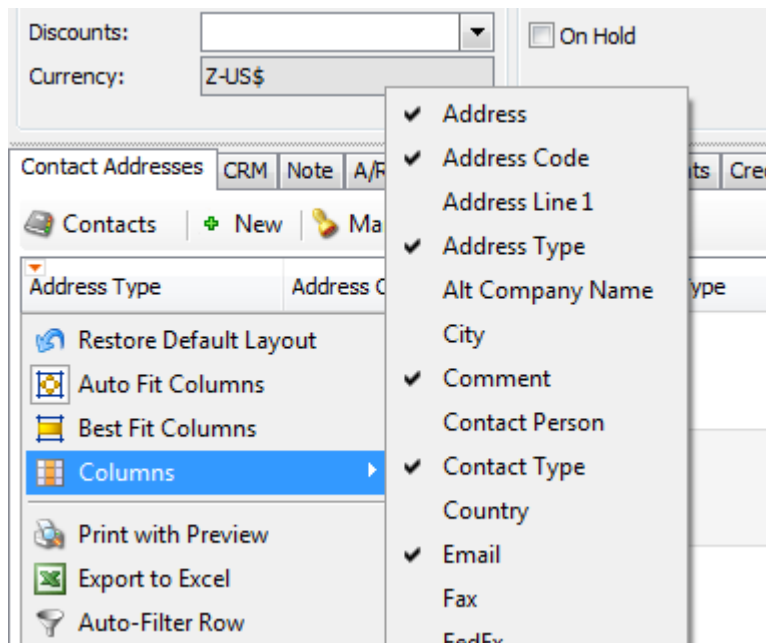 Discounts:
On Hold
Currency:
Z-US$
Contact Addresses
CRM
Note
A/R
Contacts
New
Address Type
Restore Default Layout
Auto Fit Columns
Best Fit Columns
Columns
Print with Preview
Export to Excel
Auto-Filter Row
Address
Address Code
Address Line 1
Address Type
Alt Company Name
City
Comment
Contact Person
Contact Type
Country
Email
Fax
FedEx